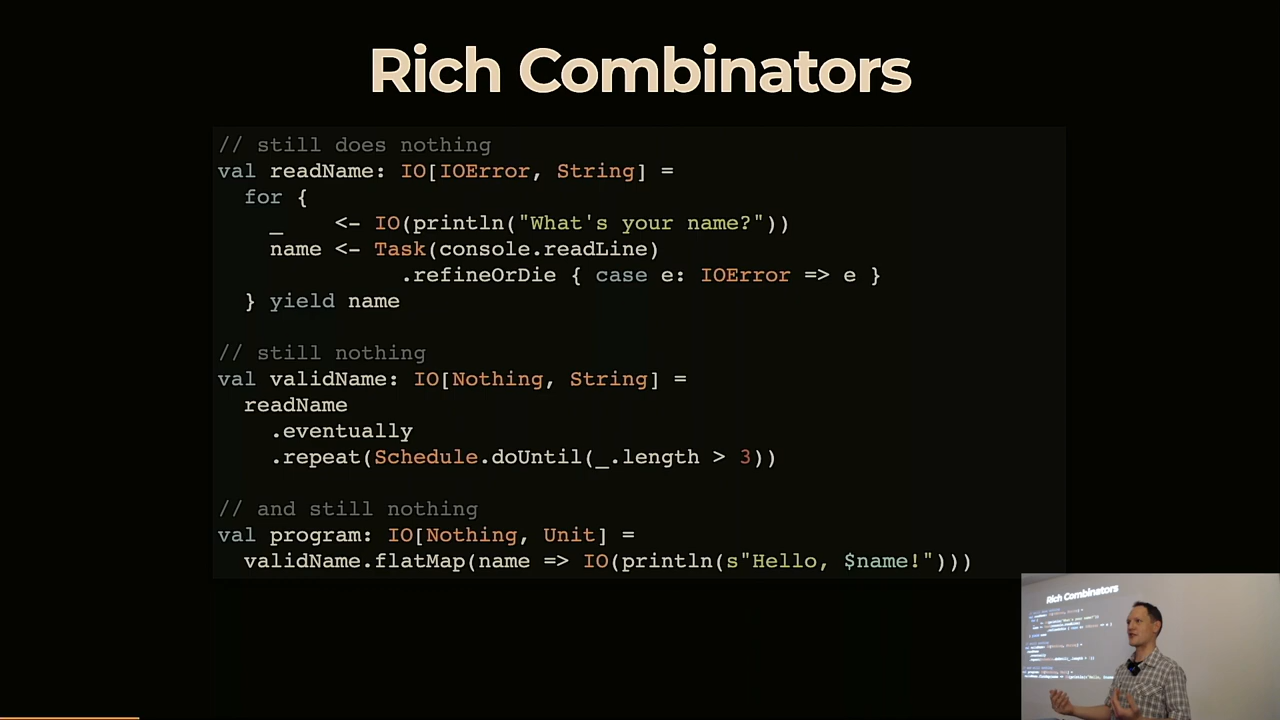 Rich Combinators
// still does nothing
val readName: IO[IOError, String] =
  for {
    _    <- IO(println("What's your name?"))
    name <- Task(console.readLine)
              .refineOrDie { case e: IOError => e }
  } yield name
// still nothing
val validName: IO[Nothing, String] =
  readName
    .eventually
    .repeat(Schedule.doUntil(_.length > 3))
// and still nothing
val program: IO[Nothing, Unit] =
  validName.flatMap(name => IO(println(s"Hello, $name!")))
Rich Combinators